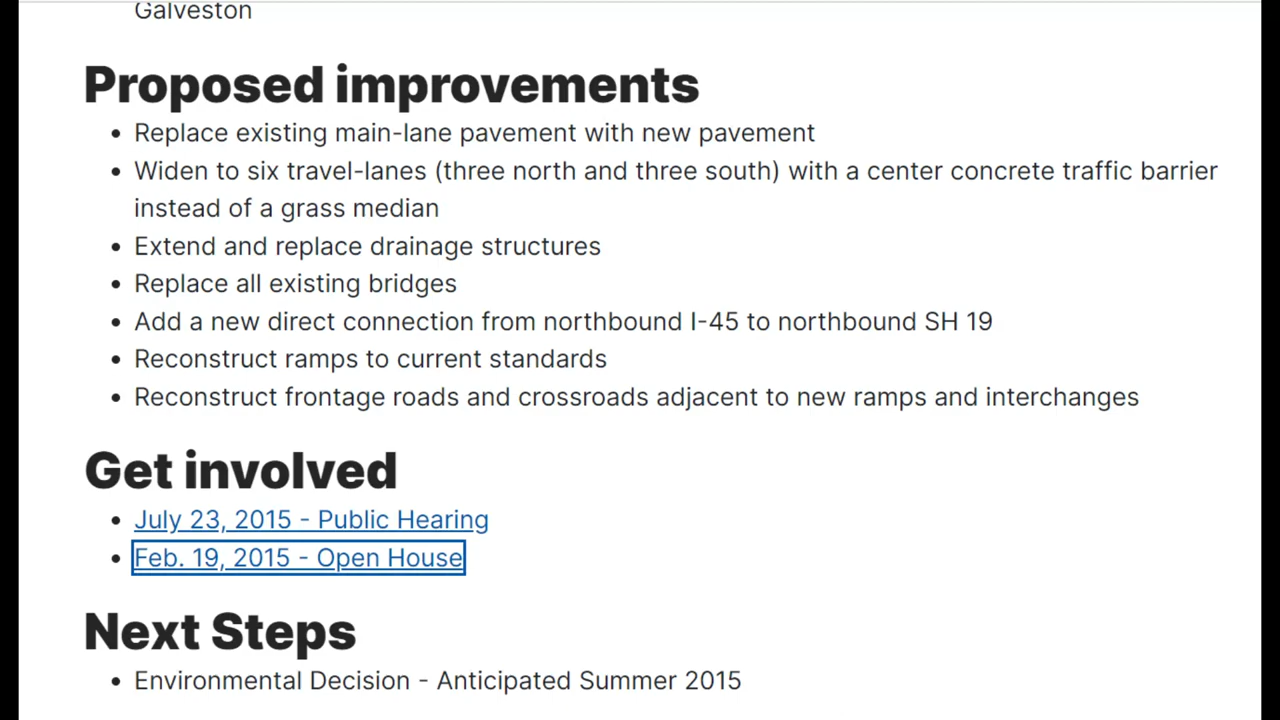 Galveston
Proposed improvements
• Replace existing main-lane pavement with new pavement
• Widen to six travel-lanes (three north and three south) with a center concrete traffic barrier
instead of a grass median
• Extend and replace drainage structures
• Replace all existing bridges
• Add a new direct connection from northbound I-45 to northbound SH 19
• Reconstruct ramps to current standards
• Reconstruct frontage roads and crossroads adjacent to new ramps and interchanges
Get involved
• July 23, 2015 - Public Hearing
• Feb. 19, 2015 - Open House
Next Steps
• Environmental Decision - Anticipated Summer 2015